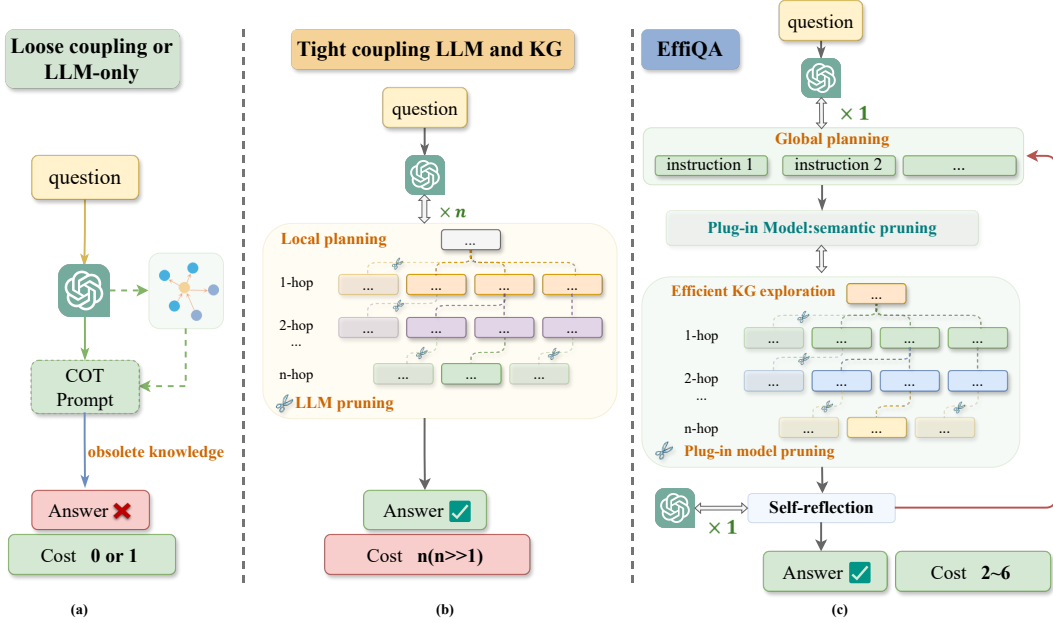 Loose coupling or
LLM-only
question
COT
Prompt
obsolete knowledge
Answer
Cost 0 or 1
(a)
Tight coupling LLM and KG
question
× n
Local planning
...
1-hop
... ... ... ...
2-hop
... ... ... ...
...
n-hop
... ... ...
LLM pruning
Answer
Cost n(n>>1)
(b)
EffiQA
question
× 1
Global planning
instruction 1
instruction 2
...
Plug-in Model:semantic pruning
Efficient KG exploration
...
1-hop
... ... ... ...
2-hop
... ... ... ...
...
n-hop
... ... ...
Plug-in model pruning
× 1
Self-reflection
Answer
Cost 2~6
(c)